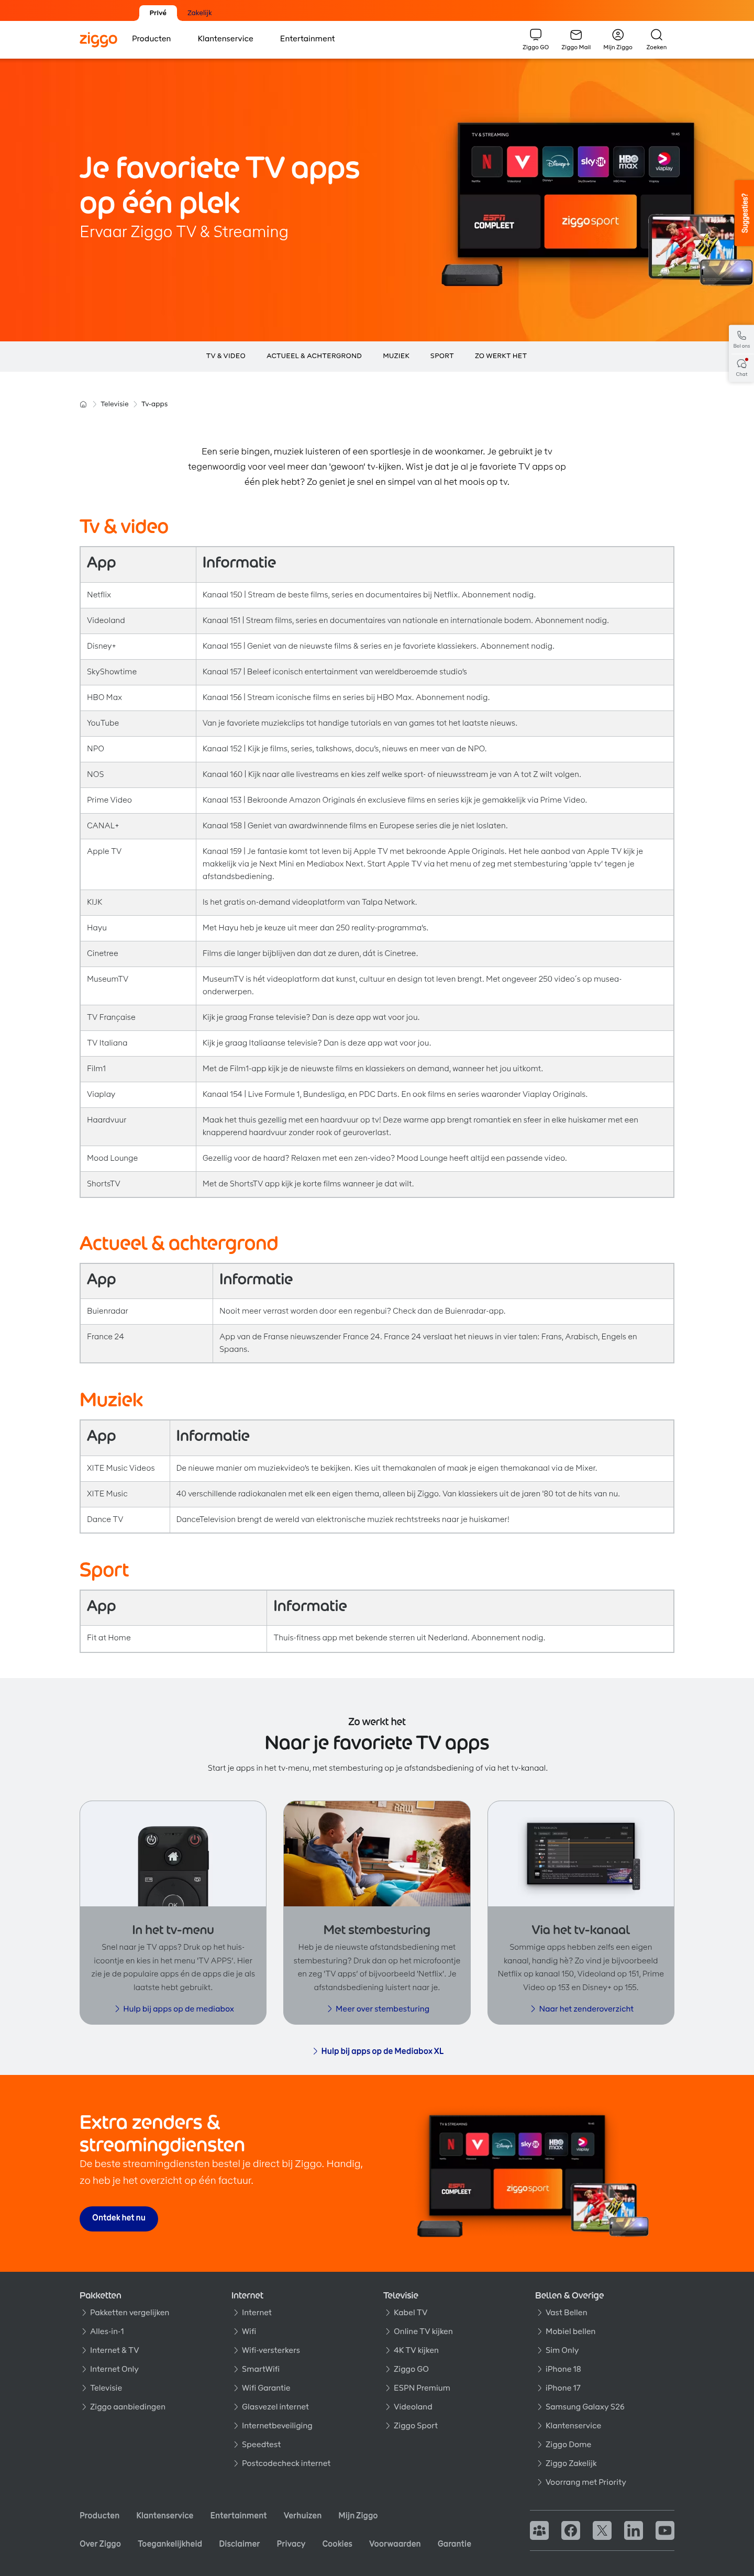 Privé
Zakelijk
ziggo
Producten
Klantenservice
Entertainment
Ziggo GO
Ziggo Mail
Mijn Ziggo
Zoeken
Je favoriete TV apps
op één plek
Ervaar Ziggo TV & Streaming
TV & STREAMING
NETFLIX
Disney+
sky showtime
HBO max
viaplay
ESPN
COMPLEET
ziggosport
Suggesties?
Bel ons
Chat
TV & VIDEO
ACTUEEL & ACHTERGROND
MUZIEK
SPORT
ZO WERKT HET
Televisie
Tv-apps
Een serie bingen, muziek luisteren of een sportlesje in de woonkamer. Je gebruikt je tv
tegenwoordig voor veel meer dan 'gewoon' tv-kijken. Wist je dat je al je favoriete TV apps op
één plek hebt? Zo geniet je snel en simpel van al het moois op tv.
Tv & video
App Informatie
Netflix Kanaal 150 | Stream de beste films, series en documentaires bij Netflix. Abonnement nodig.
Videoland Kanaal 151 | Stream films, series en documentaires van nationale en internationale bodem. Abonnement nodig.
Disney+ Kanaal 155 | Geniet van de nieuwste films & series en je favoriete klassiekers. Abonnement nodig.
SkyShowtime Kanaal 157 | Beleef iconisch entertainment van wereldberoemde studio's
HBO Max Kanaal 156 | Stream iconische films en series bij HBO Max. Abonnement nodig.
YouTube Van je favoriete muziekclips tot handige tutorials en van games tot het laatste nieuws.
NPO Kanaal 152 | Kijk je films, series, talkshows, docu's, nieuws en meer van de NPO.
NOS Kanaal 160 | Kijk naar alle livestreams en kies zelf welke sport- of nieuwsstream je van A tot Z wilt volgen.
Prime Video Kanaal 153 | Bekroonde Amazon Originals én exclusieve films en series kijk je gemakkelijk via Prime Video.
CANAL+ Kanaal 158 | Geniet van awardwinnende films en Europese series die je niet loslaten.
Apple TV Kanaal 159 | Je fantasie komt tot leven bij Apple TV met bekroonde Apple Originals. Het hele aanbod van Apple TV kijk je
makkelijk via je Next Mini en Mediabox Next. Start Apple TV via het menu of zeg met stembesturing 'apple tv' tegen je
afstandsbediening.
KIJK Is het gratis on-demand videoplatform van Talpa Network.
Hayu Met Hayu heb je keuze uit meer dan 250 reality-programma's.
Cinetree Films die langer bijblijven dan dat ze duren, dát is Cinetree.
MuseumTV MuseumTV is hét videoplatform dat kunst, cultuur en design tot leven brengt. Met ongeveer 250 video´s op musea-
onderwerpen.
TV Française Kijk je graag Franse televisie? Dan is deze app wat voor jou.
TV Italiana Kijk je graag Italiaanse televisie? Dan is deze app wat voor jou.
Film1 Met de Film1-app kijk je de nieuwste films en klassiekers on demand, wanneer het jou uitkomt.
Viaplay Kanaal 154 | Live Formule 1, Bundesliga, en PDC Darts. En ook films en series waaronder Viaplay Originals.
Haardvuur Maak het thuis gezellig met een haardvuur op tv! Deze warme app brengt romantiek en sfeer in elke huiskamer met een
knapperend haardvuur zonder rook of geuroverlast.
Mood Lounge Gezellig voor de haard? Relaxen met een zen-video? Mood Lounge heeft altijd een passende video.
ShortsTV Met de ShortsTV app kijk je korte films wanneer je dat wilt.
Actueel & achtergrond
App Informatie
Buienradar Nooit meer verrast worden door een regenbui? Check dan de Buienradar-app.
France 24 App van de Franse nieuwszender France 24. France 24 verslaat het nieuws in vier talen: Frans, Arabisch, Engels en
Spaans.
Muziek
App Informatie
XITE Music Videos De nieuwe manier om muziekvideo's te bekijken. Kies uit themakanalen of maak je eigen themakanaal via de Mixer.
XITE Music 40 verschillende radiokanalen met elk een eigen thema, alleen bij Ziggo. Van klassiekers uit de jaren '80 tot de hits van nu.
Dance TV DanceTelevision brengt de wereld van elektronische muziek rechtstreeks naar je huiskamer!
Sport
App Informatie
Fit at Home Thuis-fitness app met bekende sterren uit Nederland. Abonnement nodig.
Zo werkt het
Naar je favoriete TV apps
Start je apps in het tv-menu, met stembesturing op je afstandsbediening of via het tv-kanaal.
OK
In het tv-menu
Snel naar je TV apps? Druk op het huis-
icoontje en kies in het menu 'TV APPS'. Hier
zie je de populaire apps én de apps die je als
laatste hebt gebruikt.
Hulp bij apps op de mediabox
Met stembesturing
Heb je de nieuwste afstandsbediening met
stembesturing? Druk dan op het microfoontje
en zeg 'TV apps' of bijvoorbeeld 'Netflix'. Je
afstandsbediening luistert naar je.
Meer over stembesturing
Via het tv-kanaal
Sommige apps hebben zelfs een eigen
kanaal, handig hè? Zo vind je bijvoorbeeld
Netflix op kanaal 150, Videoland op 151, Prime
Video op 153 en Disney+ op 155.
Naar het zenderoverzicht
Hulp bij apps op de Mediabox XL
Extra zenders &
streamingdiensten
De beste streamingdiensten bestel je direct bij Ziggo. Handig,
zo heb je het overzicht op één factuur.
Ontdek het nu
TV & STREAMING
Disney+
HBO max
viaplay
ESPN
COMPLEET
ziggosport
Pakketten
Pakketten vergelijken
Alles-in-1
Internet & TV
Internet Only
Televisie
Ziggo aanbiedingen
Internet
Internet
Wifi
Wifi-versterkers
SmartWifi
Wifi Garantie
Glasvezel internet
Internetbeveiliging
Speedtest
Postcodecheck internet
Televisie
Kabel TV
Online TV kijken
4K TV kijken
Ziggo GO
ESPN Premium
Videoland
Ziggo Sport
Bellen & Overige
Vast Bellen
Mobiel bellen
Sim Only
iPhone 18
iPhone 17
Samsung Galaxy S26
Klantenservice
Ziggo Dome
Ziggo Zakelijk
Voorrang met Priority
Producten Klantenservice Entertainment Verhuizen Mijn Ziggo
Over Ziggo Toegankelijkheid Disclaimer Privacy Cookies Voorwaarden Garantie